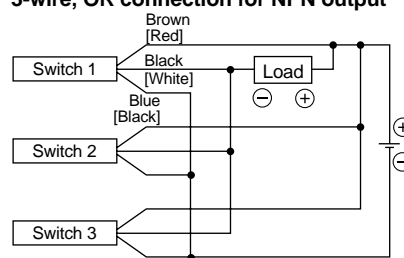 3-wire, OR connection for NPN output
Brown
[Red]
Switch 1
Black
[White]
Load
⊖ ⊕
Blue
[Black]
Switch 2
⊕
⊖
Switch 3